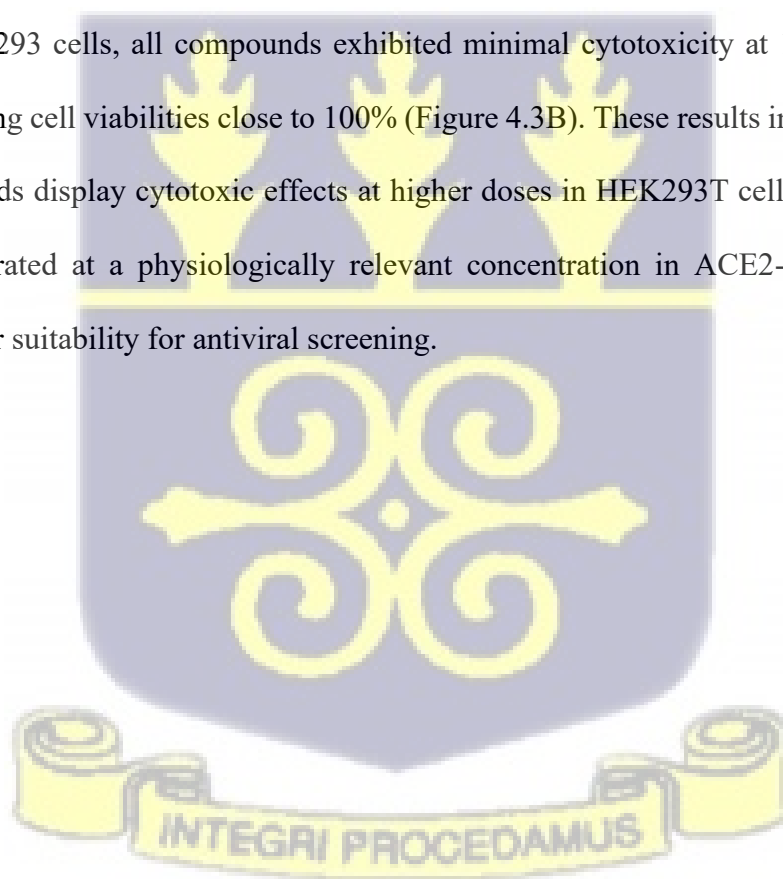 293 cells, all compounds exhibited minimal cytotoxicity at
ng cell viabilities close to 100% (Figure 4.3B). These results in
ds display cytotoxic effects at higher doses in HEK293T cell
rated at a physiologically relevant concentration in ACE2-
r suitability for antiviral screening.
INTEGRI PROCEDAMUS